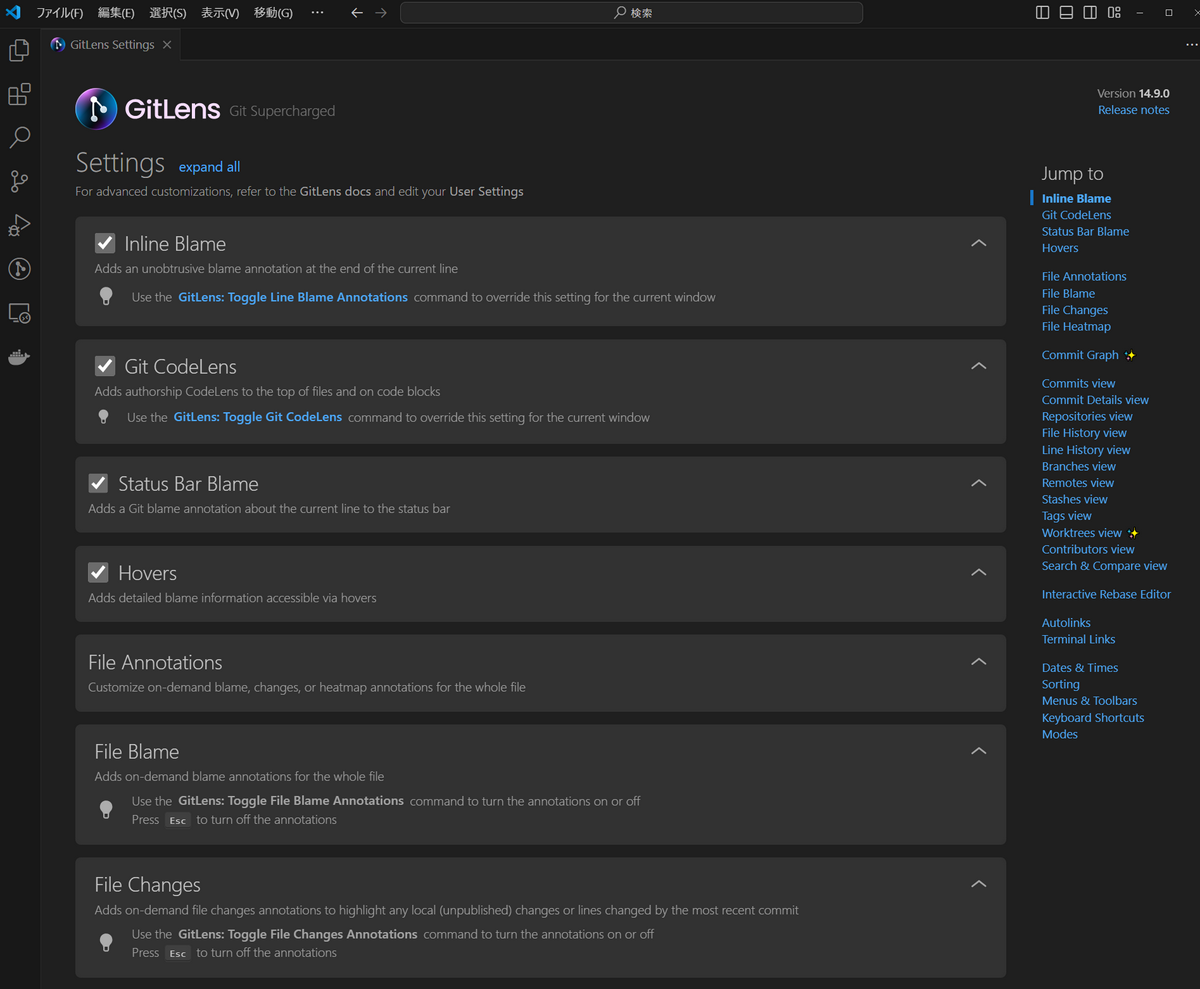 ファイル(F) 編集(E) 選択(S) 表示(V) 移動(G) ··· 検索
GitLens Settings
GitLens Git Supercharged
Version 14.9.0
Release notes
Settings expand all
For advanced customizations, refer to the GitLens docs and edit your User Settings
Inline Blame
Adds an unobtrusive blame annotation at the end of the current line
Use the GitLens: Toggle Line Blame Annotations command to override this setting for the current window
Git CodeLens
Adds authorship CodeLens to the top of files and on code blocks
Use the GitLens: Toggle Git CodeLens command to override this setting for the current window
Status Bar Blame
Adds a Git blame annotation about the current line to the status bar
Hovers
Adds detailed blame information accessible via hovers
File Annotations
Customize on-demand blame, changes, or heatmap annotations for the whole file
File Blame
Adds on-demand blame annotations for the whole file
Use the GitLens: Toggle File Blame Annotations command to turn the annotations on or off
Press Esc to turn off the annotations
File Changes
Adds on-demand file changes annotations to highlight any local (unpublished) changes or lines changed by the most recent commit
Use the GitLens: Toggle File Changes Annotations command to turn the annotations on or off
Press Esc to turn off the annotations
Jump to
Inline Blame
Git CodeLens
Status Bar Blame
Hovers
File Annotations
File Blame
File Changes
File Heatmap
Commit Graph ✨
Commits view
Commit Details view
Repositories view
File History view
Line History view
Branches view
Remotes view
Stashes view
Tags view
Worktrees view ✨
Contributors view
Search & Compare view
Interactive Rebase Editor
Autolinks
Terminal Links
Dates & Times
Sorting
Menus & Toolbars
Keyboard Shortcuts
Modes